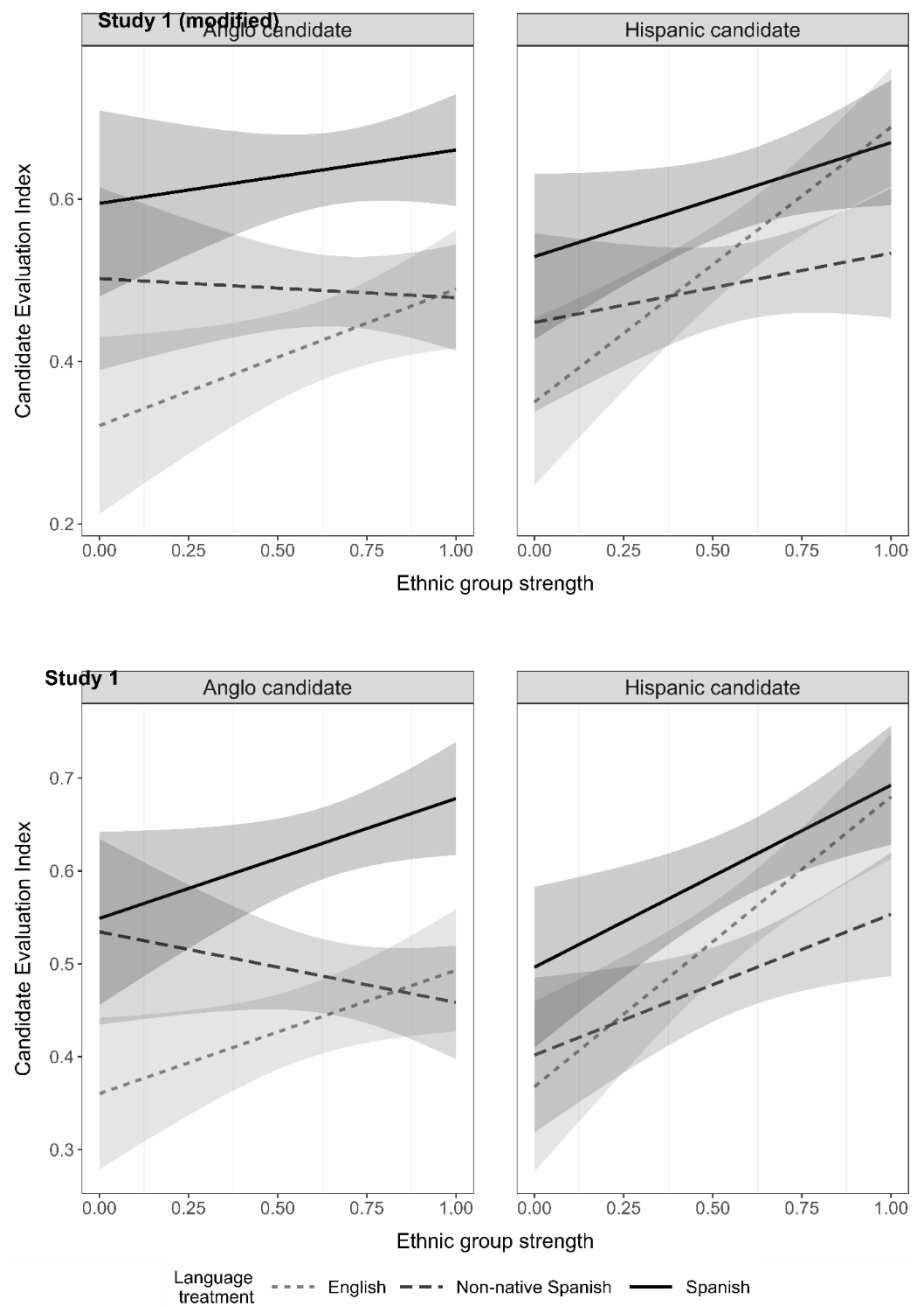 Study 1 (modified)
Anglo candidate
Hispanic candidate
Candidate Evaluation Index
0.6
0.4
0.2
0.00 0.25 0.50 0.75 1.00
0.00 0.25 0.50 0.75 1.00
Ethnic group strength
Study 1
Anglo candidate
Hispanic candidate
Candidate Evaluation Index
0.7
0.6
0.5
0.4
0.3
0.00 0.25 0.50 0.75 1.00
0.00 0.25 0.50 0.75 1.00
Ethnic group strength
Language
treatment
English
Non-native Spanish
Spanish